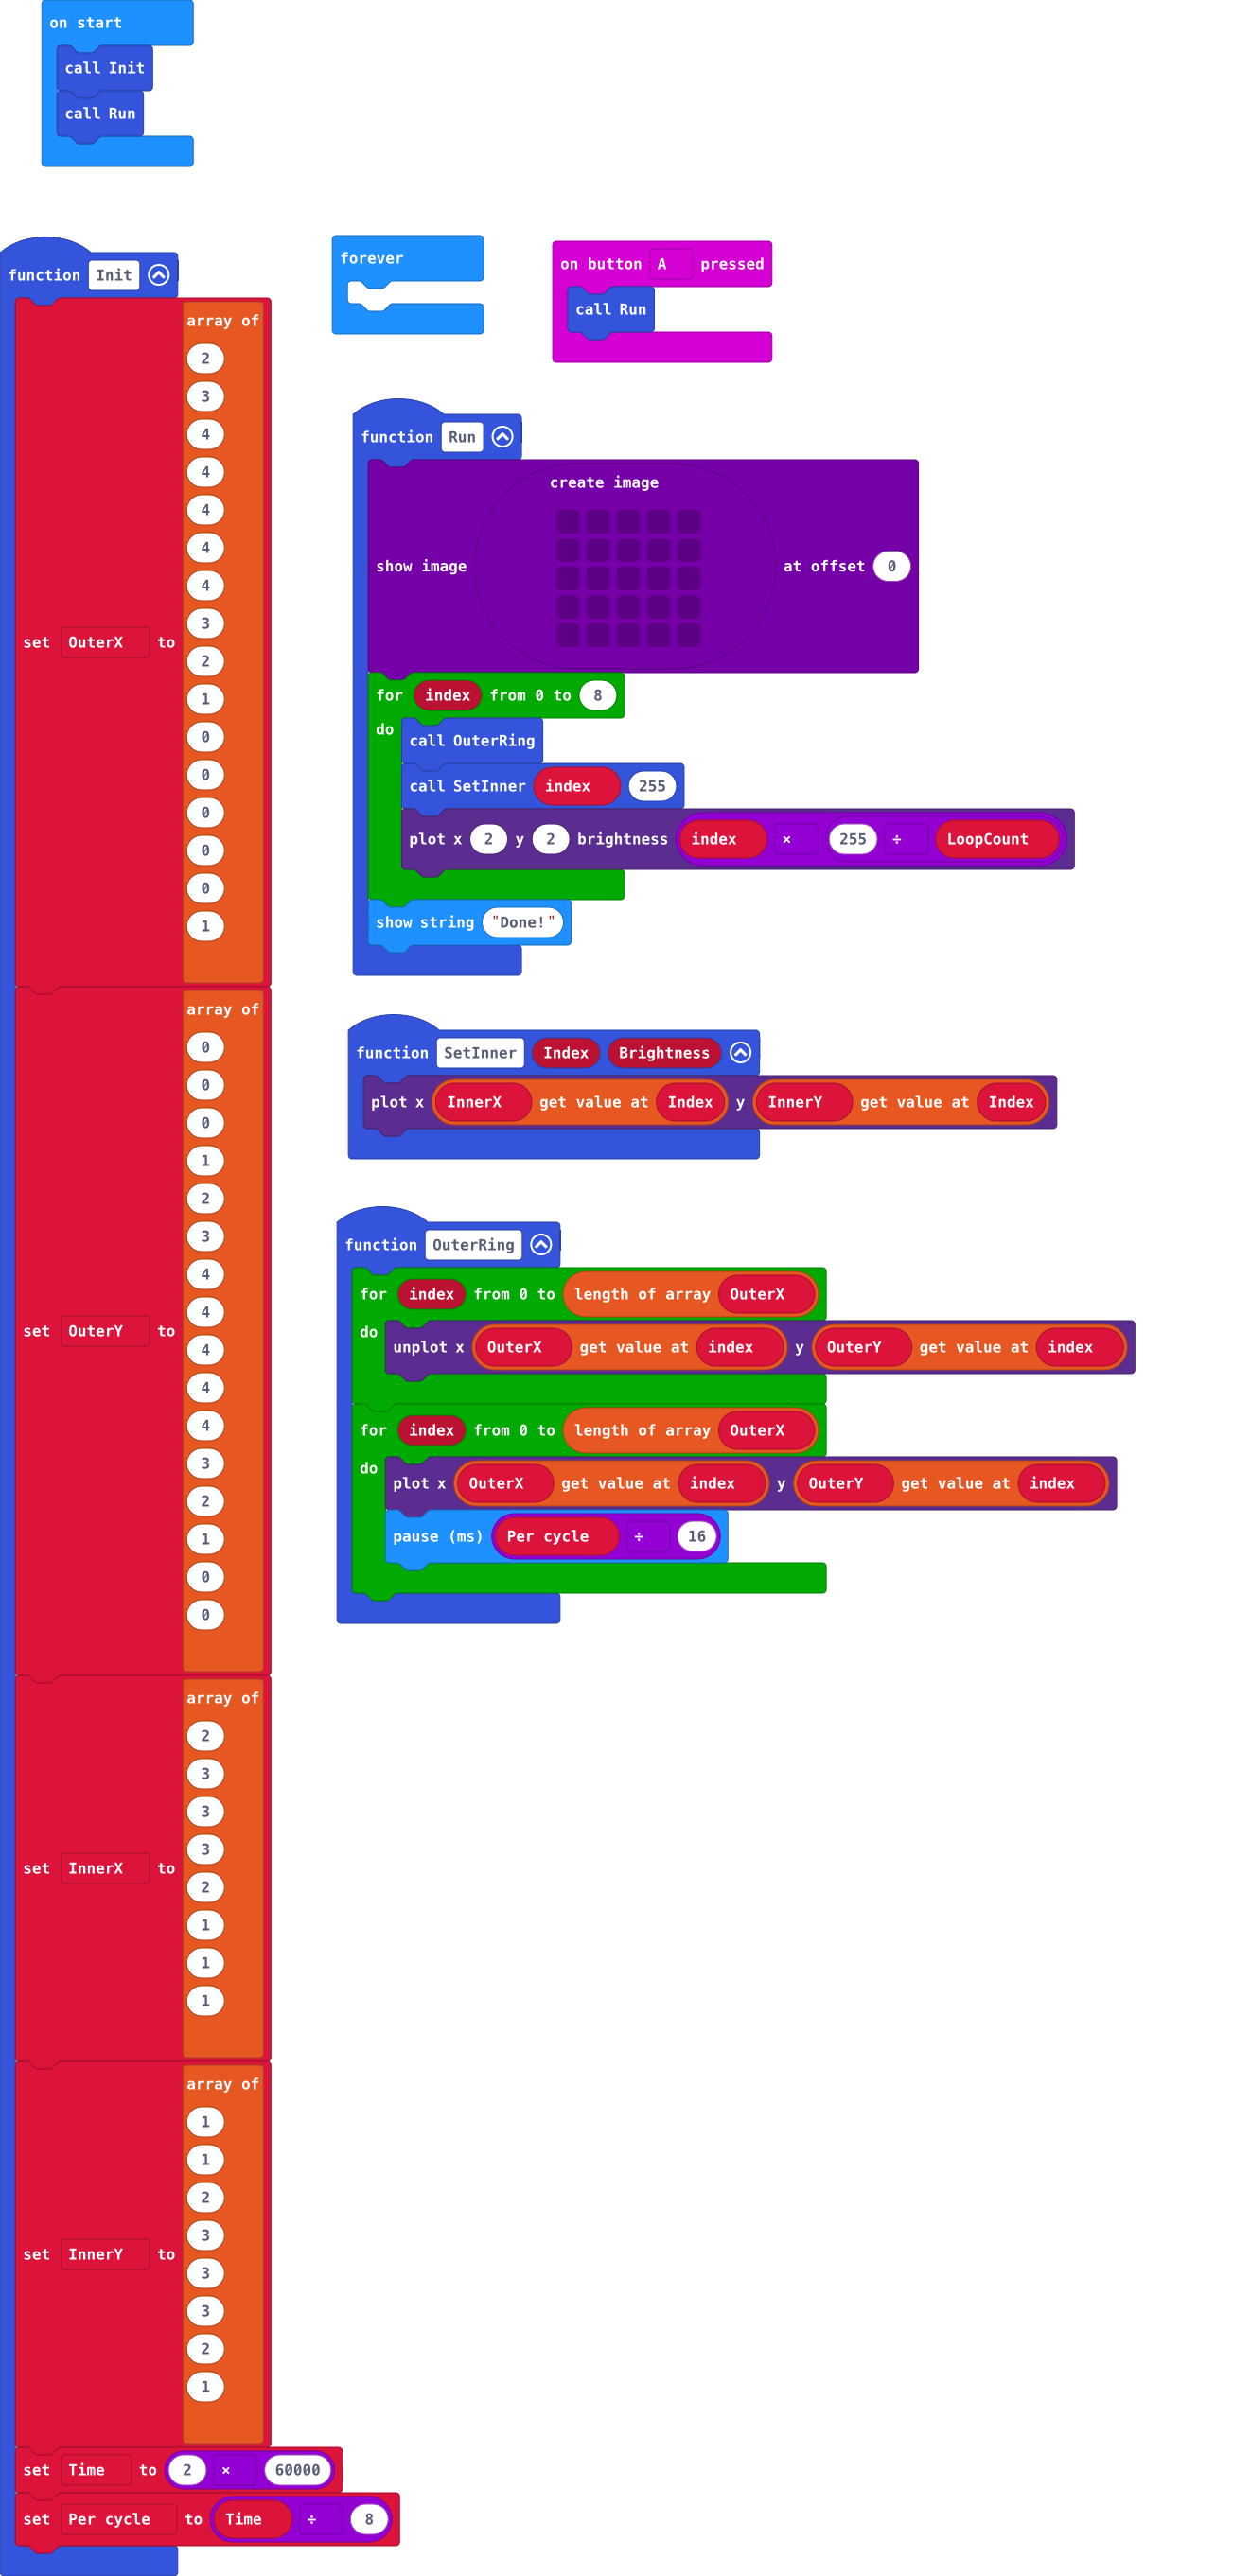 on start
call Init
call Run
function Init
set OuterX to array of
2
3
4
4
4
4
4
3
2
1
0
0
0
0
0
1
set OuterY to array of
0
0
0
1
2
3
4
4
4
4
4
3
2
1
0
0
set InnerX to array of
2
3
3
3
2
1
1
1
set InnerY to array of
1
1
2
3
3
3
2
1
set Time to 2 × 60000
set Per cycle to Time ÷ 8
forever
on button A pressed
call Run
function Run
show image create image at offset 0
for index from 0 to 8
do
call OuterRing
call SetInner index 255
plot x 2 y 2 brightness index × 255 ÷ LoopCount
show string "Done!"
function SetInner Index Brightness
plot x InnerX get value at Index y InnerY get value at Index
function OuterRing
for index from 0 to length of array OuterX
do
unplot x OuterX get value at index y OuterY get value at index
for index from 0 to length of array OuterX
do
plot x OuterX get value at index y OuterY get value at index
pause (ms) Per cycle ÷ 16